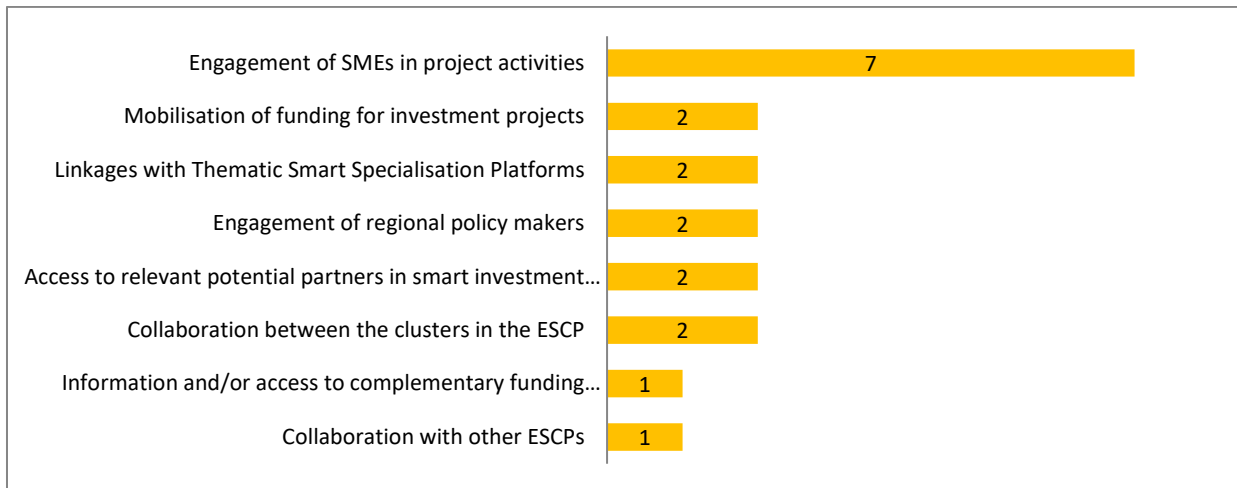 Engagement of SMEs in project activities 7
Mobilisation of funding for investment projects 2
Linkages with Thematic Smart Specialisation Platforms 2
Engagement of regional policy makers 2
Access to relevant potential partners in smart investment... 2
Collaboration between the clusters in the ESCP 2
Information and/or access to complementary funding... 1
Collaboration with other ESCPs 1